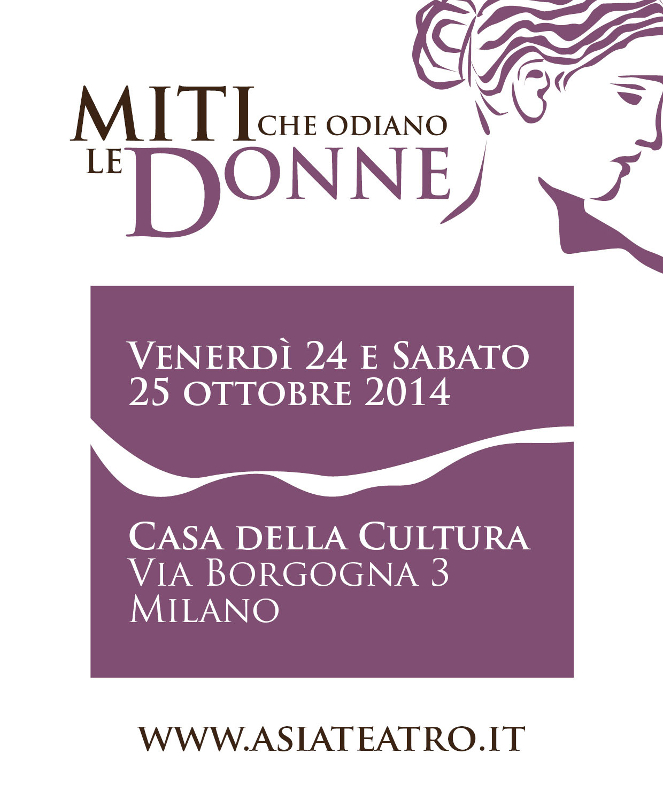 MITI CHE ODIANO
LE DONNE
VENERDÌ 24 E SABATO
25 OTTOBRE 2014
CASA DELLA CULTURA
VIA BORGOGNA 3
MILANO
WWW.ASIATEATRO.IT